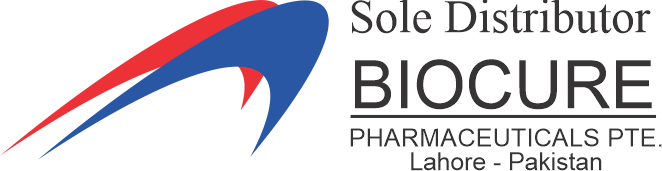 Sole Distributor
BIOCURE
PHARMACEUTICALS PTE.
Lahore - Pakistan